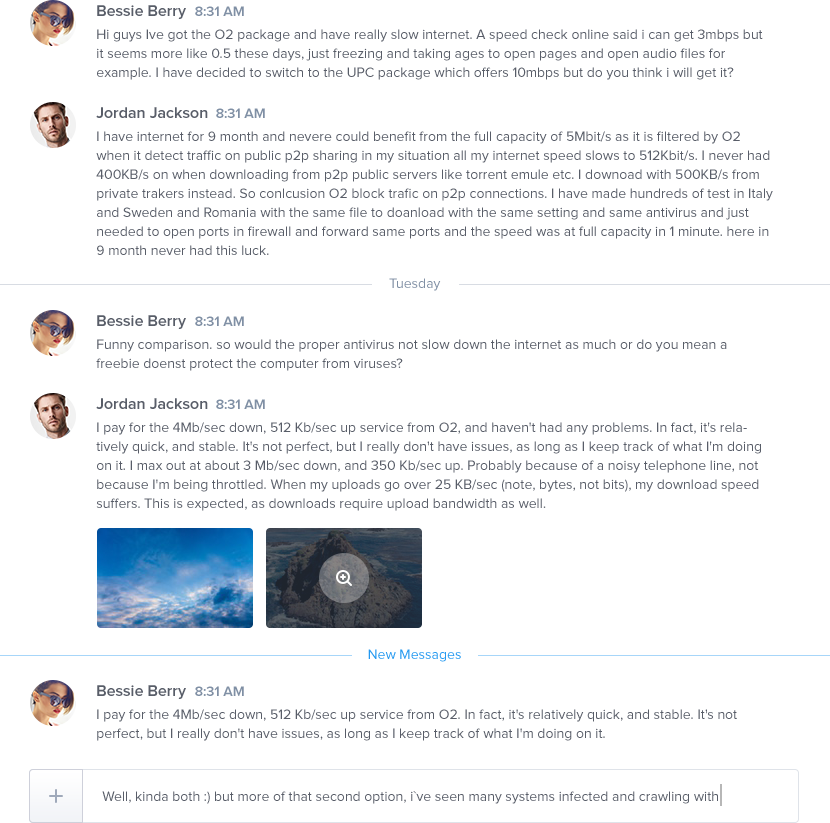 Bessie Berry 8:31 AM
Hi guys Ive got the O2 package and have really slow internet. A speed check online said i can get 3mbps but
it seems more like 0.5 these days, just freezing and taking ages to open pages and open audio files for
example. I have decided to switch to the UPC package which offers 10mbps but do you think i will get it?
Jordan Jackson 8:31 AM
I have internet for 9 month and nevere could benefit from the full capacity of 5Mbit/s as it is filtered by O2
when it detect traffic on public p2p sharing in my situation all my internet speed slows to 512Kbit/s. I never had
400KB/s on when downloading from p2p public servers like torrent emule etc. I downoad with 500KB/s from
private trakers instead. So conlcusion O2 block trafic on p2p connections. I have made hundreds of test in Italy
and Sweden and Romania with the same file to doanload with the same setting and same antivirus and just
needed to open ports in firewall and forward same ports and the speed was at full capacity in 1 minute. here in
9 month never had this luck.
Tuesday
Bessie Berry 8:31 AM
Funny comparison. so would the proper antivirus not slow down the internet as much or do you mean a
freebie doenst protect the computer from viruses?
Jordan Jackson 8:31 AM
I pay for the 4Mb/sec down, 512 Kb/sec up service from O2, and haven't had any problems. In fact, it's rela-
tively quick, and stable. It's not perfect, but I really don't have issues, as long as I keep track of what I'm doing
on it. I max out at about 3 Mb/sec down, and 350 Kb/sec up. Probably because of a noisy telephone line, not
because I'm being throttled. When my uploads go over 25 KB/sec (note, bytes, not bits), my download speed
suffers. This is expected, as downloads require upload bandwidth as well.
New Messages
Bessie Berry 8:31 AM
I pay for the 4Mb/sec down, 512 Kb/sec up service from O2. In fact, it's relatively quick, and stable. It's not
perfect, but I really don't have issues, as long as I keep track of what I'm doing on it.
Well, kinda both :) but more of that second option, i`ve seen many systems infected and crawling with